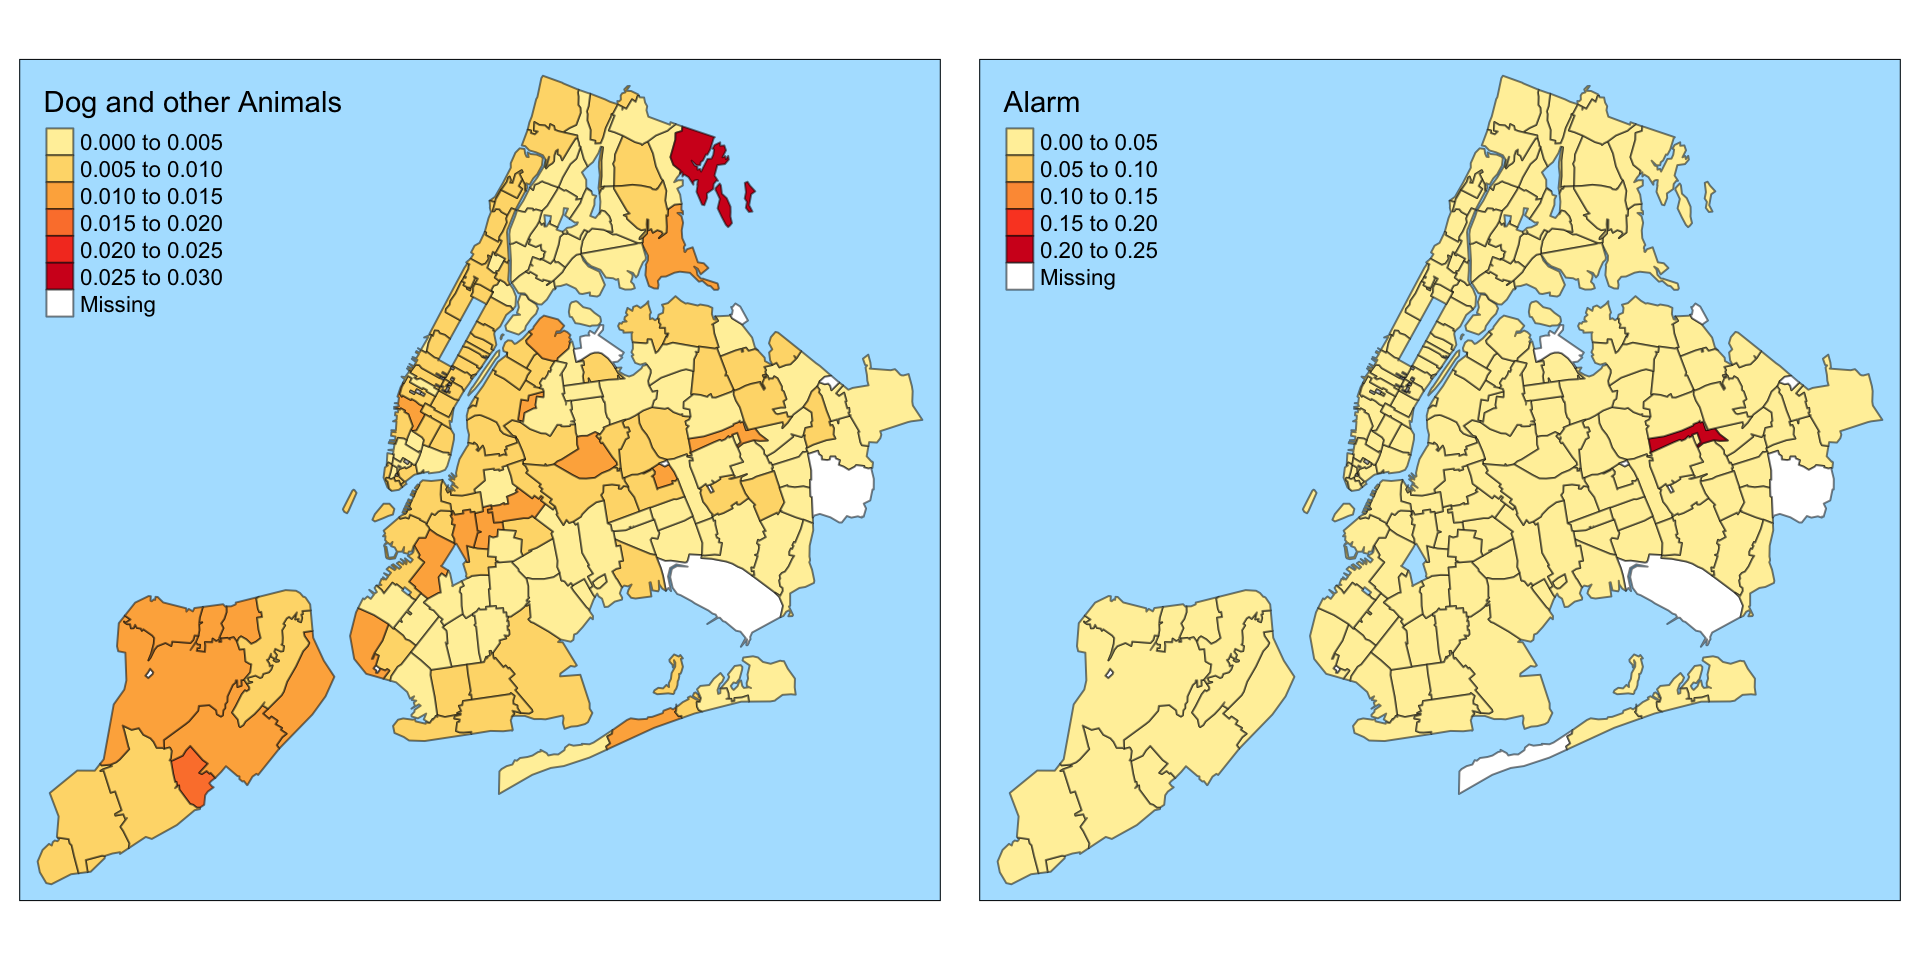 Dog and other Animals
0.000 to 0.005
0.005 to 0.010
0.010 to 0.015
0.015 to 0.020
0.020 to 0.025
0.025 to 0.030
Missing
Alarm
0.00 to 0.05
0.05 to 0.10
0.10 to 0.15
0.15 to 0.20
0.20 to 0.25
Missing